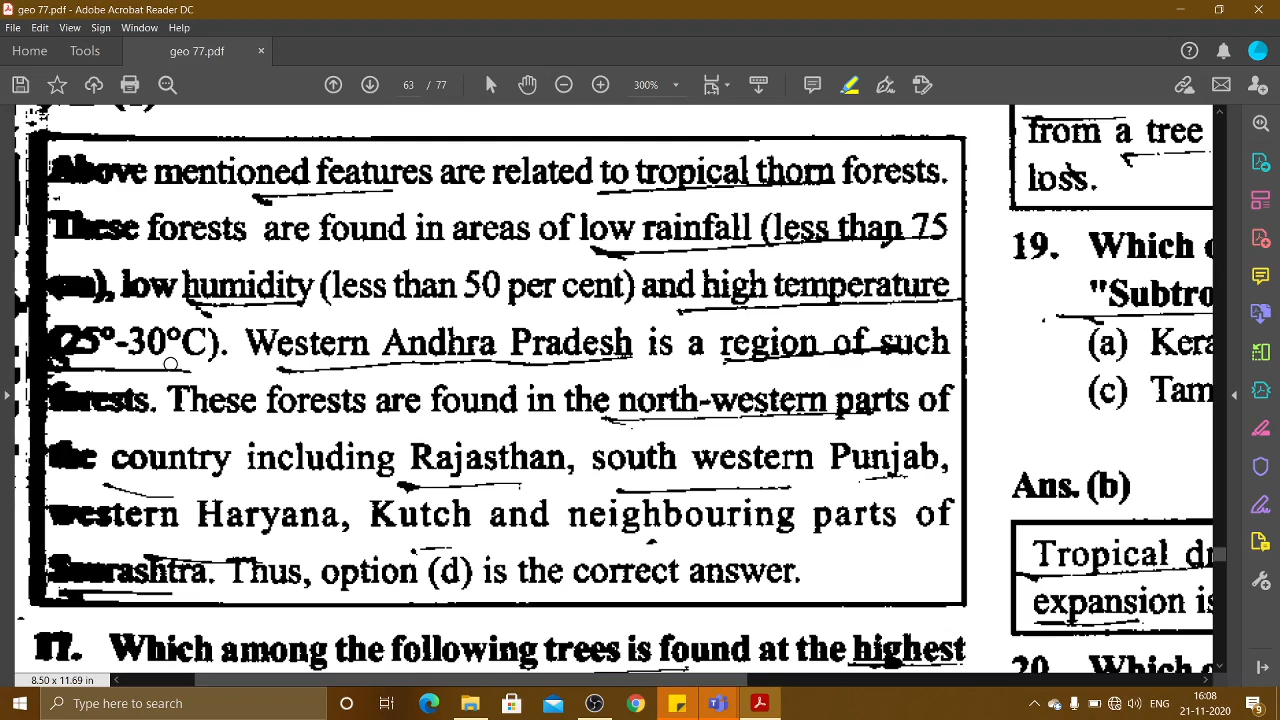 geo 77.pdf - Adobe Acrobat Reader DC
File Edit View Sign Window Help
Home Tools geo 77.pdf
63 / 77 300%
Above mentioned features are related to tropical thorn forests.
These forests are found in areas of low rainfall (less than 75
cm), low humidity (less than 50 per cent) and high temperature
(25°-30°C). Western Andhra Pradesh is a region of such
forests. These forests are found in the north-western parts of
the country including Rajasthan, south western Punjab,
western Haryana, Kutch and neighbouring parts of
Saurashtra. Thus, option (d) is the correct answer.
17. Which among the following trees is found at the highest
from a tree
loss.
19. Which o
"Subtro
(a) Kera
(c) Tam
Ans. (b)
Tropical dr
expansion is
20. Which
8.50 x 11.69 in
Type here to search
ENG
16:08
21-11-2020
9